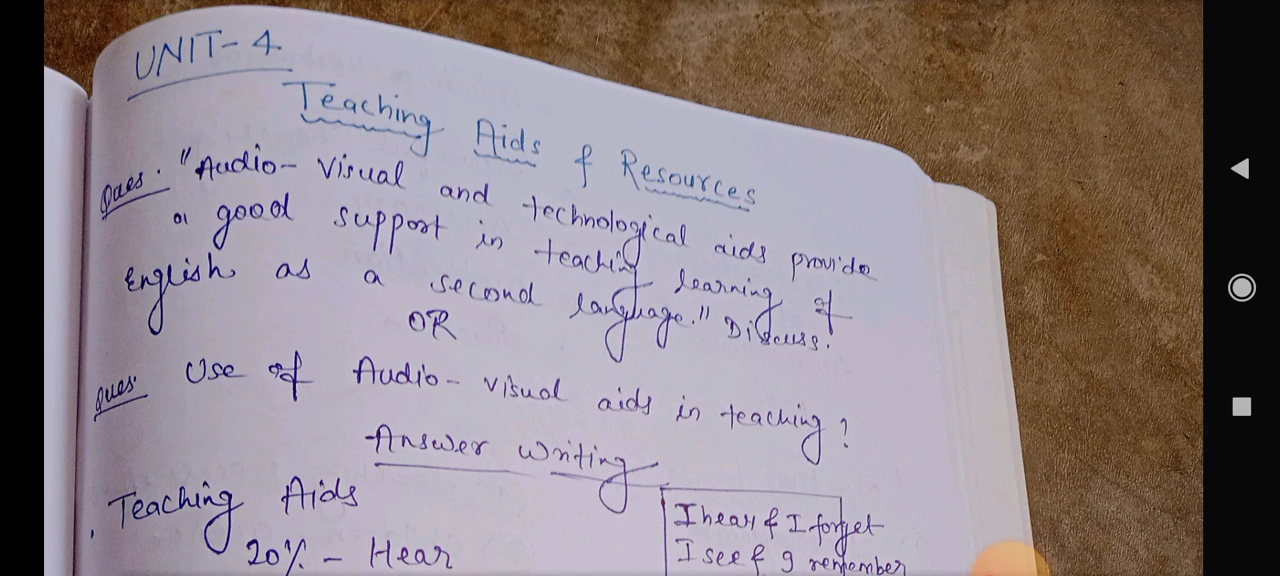 UNIT-4
Teaching Aids & Resources
Ques. "Audio-Visual and technological aids provide
a good support in teaching learning of
English as a second language." Discuss.
OR
Ques. Use of Audio-visual aids in teaching?
Answer writing
. Teaching Aids
20% - Hear
I hear & I forget
I see & I remember